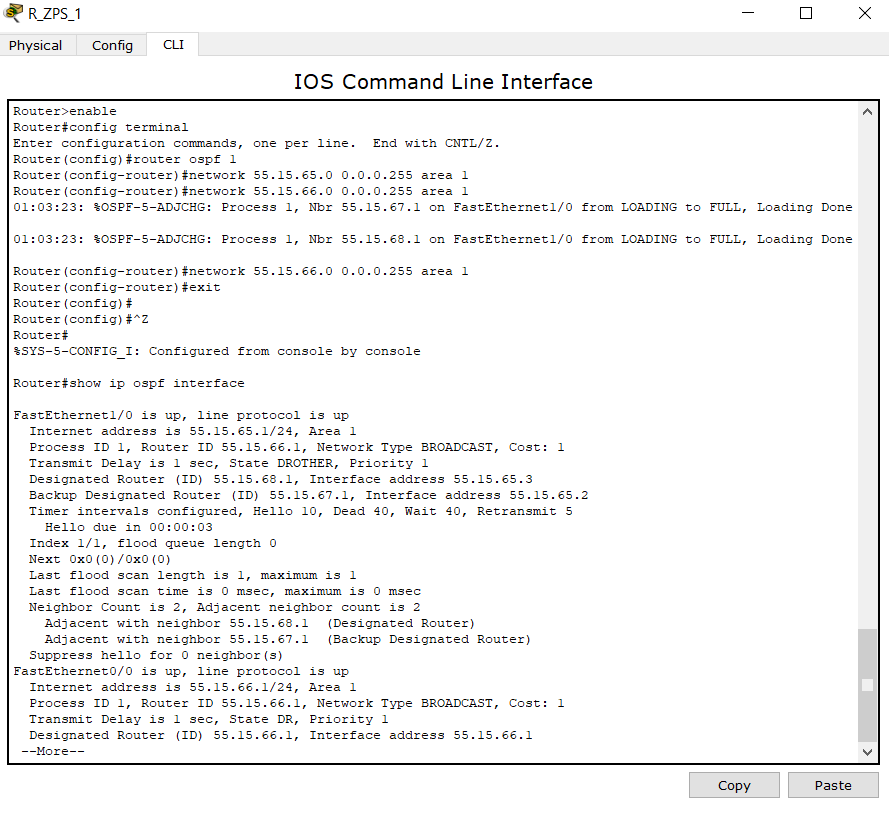 R_ZPS_1
Physical Config CLI
IOS Command Line Interface
Router>enable
Router#config terminal
Enter configuration commands, one per line.  End with CNTL/Z.
Router(config)#router ospf 1
Router(config-router)#network 55.15.65.0 0.0.0.255 area 1
Router(config-router)#network 55.15.66.0 0.0.0.255 area 1
01:03:23: %OSPF-5-ADJCHG: Process 1, Nbr 55.15.67.1 on FastEthernet1/0 from LOADING to FULL, Loading Done
01:03:23: %OSPF-5-ADJCHG: Process 1, Nbr 55.15.68.1 on FastEthernet1/0 from LOADING to FULL, Loading Done
Router(config-router)#network 55.15.66.0 0.0.0.255 area 1
Router(config-router)#exit
Router(config)#
Router(config)#^Z
Router#
%SYS-5-CONFIG_I: Configured from console by console
Router#show ip ospf interface
FastEthernet1/0 is up, line protocol is up
  Internet address is 55.15.65.1/24, Area 1
  Process ID 1, Router ID 55.15.66.1, Network Type BROADCAST, Cost: 1
  Transmit Delay is 1 sec, State DROTHER, Priority 1
  Designated Router (ID) 55.15.68.1, Interface address 55.15.65.3
  Backup Designated Router (ID) 55.15.67.1, Interface address 55.15.65.2
  Timer intervals configured, Hello 10, Dead 40, Wait 40, Retransmit 5
    Hello due in 00:00:03
  Index 1/1, flood queue length 0
  Next 0x0(0)/0x0(0)
  Last flood scan length is 1, maximum is 1
  Last flood scan time is 0 msec, maximum is 0 msec
  Neighbor Count is 2, Adjacent neighbor count is 2
    Adjacent with neighbor 55.15.68.1  (Designated Router)
    Adjacent with neighbor 55.15.67.1  (Backup Designated Router)
  Suppress hello for 0 neighbor(s)
FastEthernet0/0 is up, line protocol is up
  Internet address is 55.15.66.1/24, Area 1
  Process ID 1, Router ID 55.15.66.1, Network Type BROADCAST, Cost: 1
  Transmit Delay is 1 sec, State DR, Priority 1
  Designated Router (ID) 55.15.66.1, Interface address 55.15.66.1
 --More--
Copy Paste